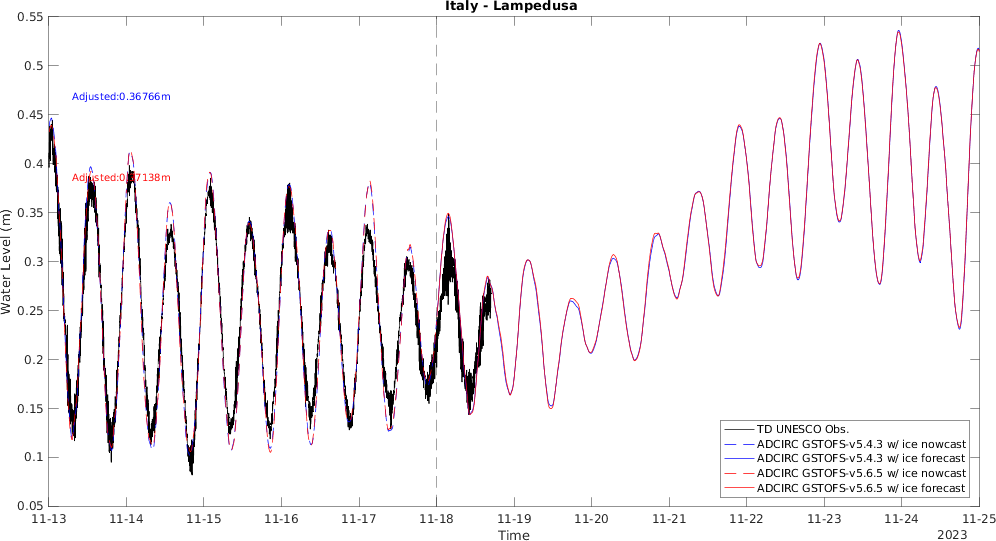 Italy - Lampedusa
0.55
0.5
0.45
0.4
0.35
0.3
0.25
0.2
0.15
0.1
0.05
Water Level (m)
Adjusted:0.36766m
TD UNESCO Obs.
ADCIRC GSTOFS-v5.4.3 w/ ice nowcast
ADCIRC GSTOFS-v5.4.3 w/ ice forecast
ADCIRC GSTOFS-v5.6.5 w/ ice nowcast
ADCIRC GSTOFS-v5.6.5 w/ ice forecast
11-13 11-14 11-15 11-16 11-17 11-18 11-19 11-20 11-21 11-22 11-23 11-24 11-25
Time
2023